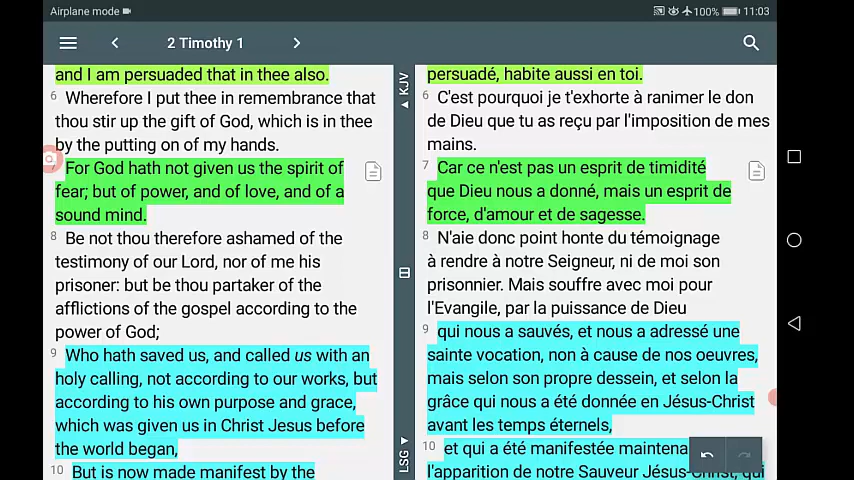 Airplane mode
100%
11:03
2 Timothy 1
and I am persuaded that in thee also.
6 Wherefore I put thee in remembrance that
thou stir up the gift of God, which is in thee
by the putting on of my hands.
7 For God hath not given us the spirit of
fear; but of power, and of love, and of a
sound mind.
8 Be not thou therefore ashamed of the
testimony of our Lord, nor of me his
prisoner: but be thou partaker of the
afflictions of the gospel according to the
power of God;
9 Who hath saved us, and called us with an
holy calling, not according to our works, but
according to his own purpose and grace,
which was given us in Christ Jesus before
the world began,
10 But is now made manifest by the
KJV
LSG
persuadé, habite aussi en toi.
6 C'est pourquoi je t'exhorte à ranimer le don
de Dieu que tu as reçu par l'imposition de mes
mains.
7 Car ce n'est pas un esprit de timidité
que Dieu nous a donné, mais un esprit de
force, d'amour et de sagesse.
8 N'aie donc point honte du témoignage
à rendre à notre Seigneur, ni de moi son
prisonnier. Mais souffre avec moi pour
l'Evangile, par la puissance de Dieu
9 qui nous a sauvés, et nous a adressé une
sainte vocation, non à cause de nos oeuvres,
mais selon son propre dessein, et selon la
grâce qui nous a été donnée en Jésus-Christ
avant les temps éternels,
10 et qui a été manifestée maintena
l'apparition de notre Sauveur Jésus-Christ, qui